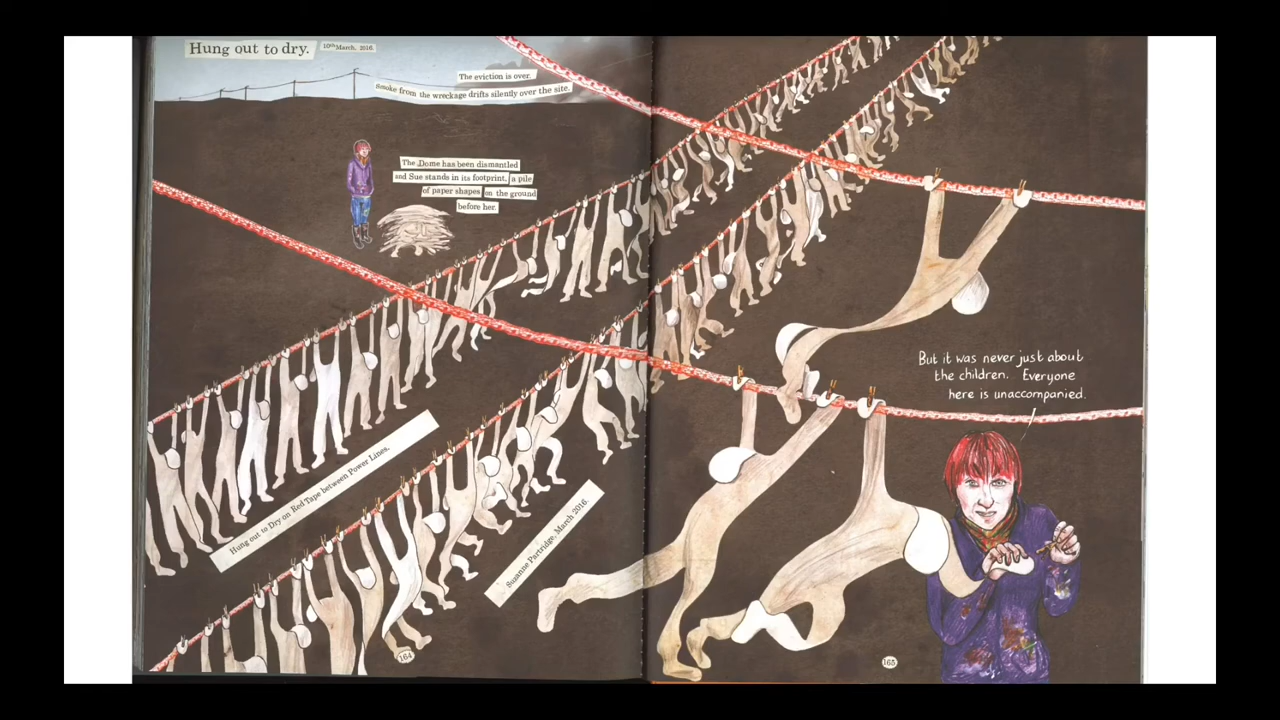 Hung out to dry. 10th March, 2016.
The eviction is over.
Smoke from the wreckage drifts silently over the site.
The Dome has been dismantled
and Sue stands in its footprint, a pile
of paper shapes on the ground
before her.
Hung out to Dry on Red Tape between Power Lines.
Suzanne Partridge, March 2016.
164
But it was never just about
the children. Everyone
here is unaccompanied.
165